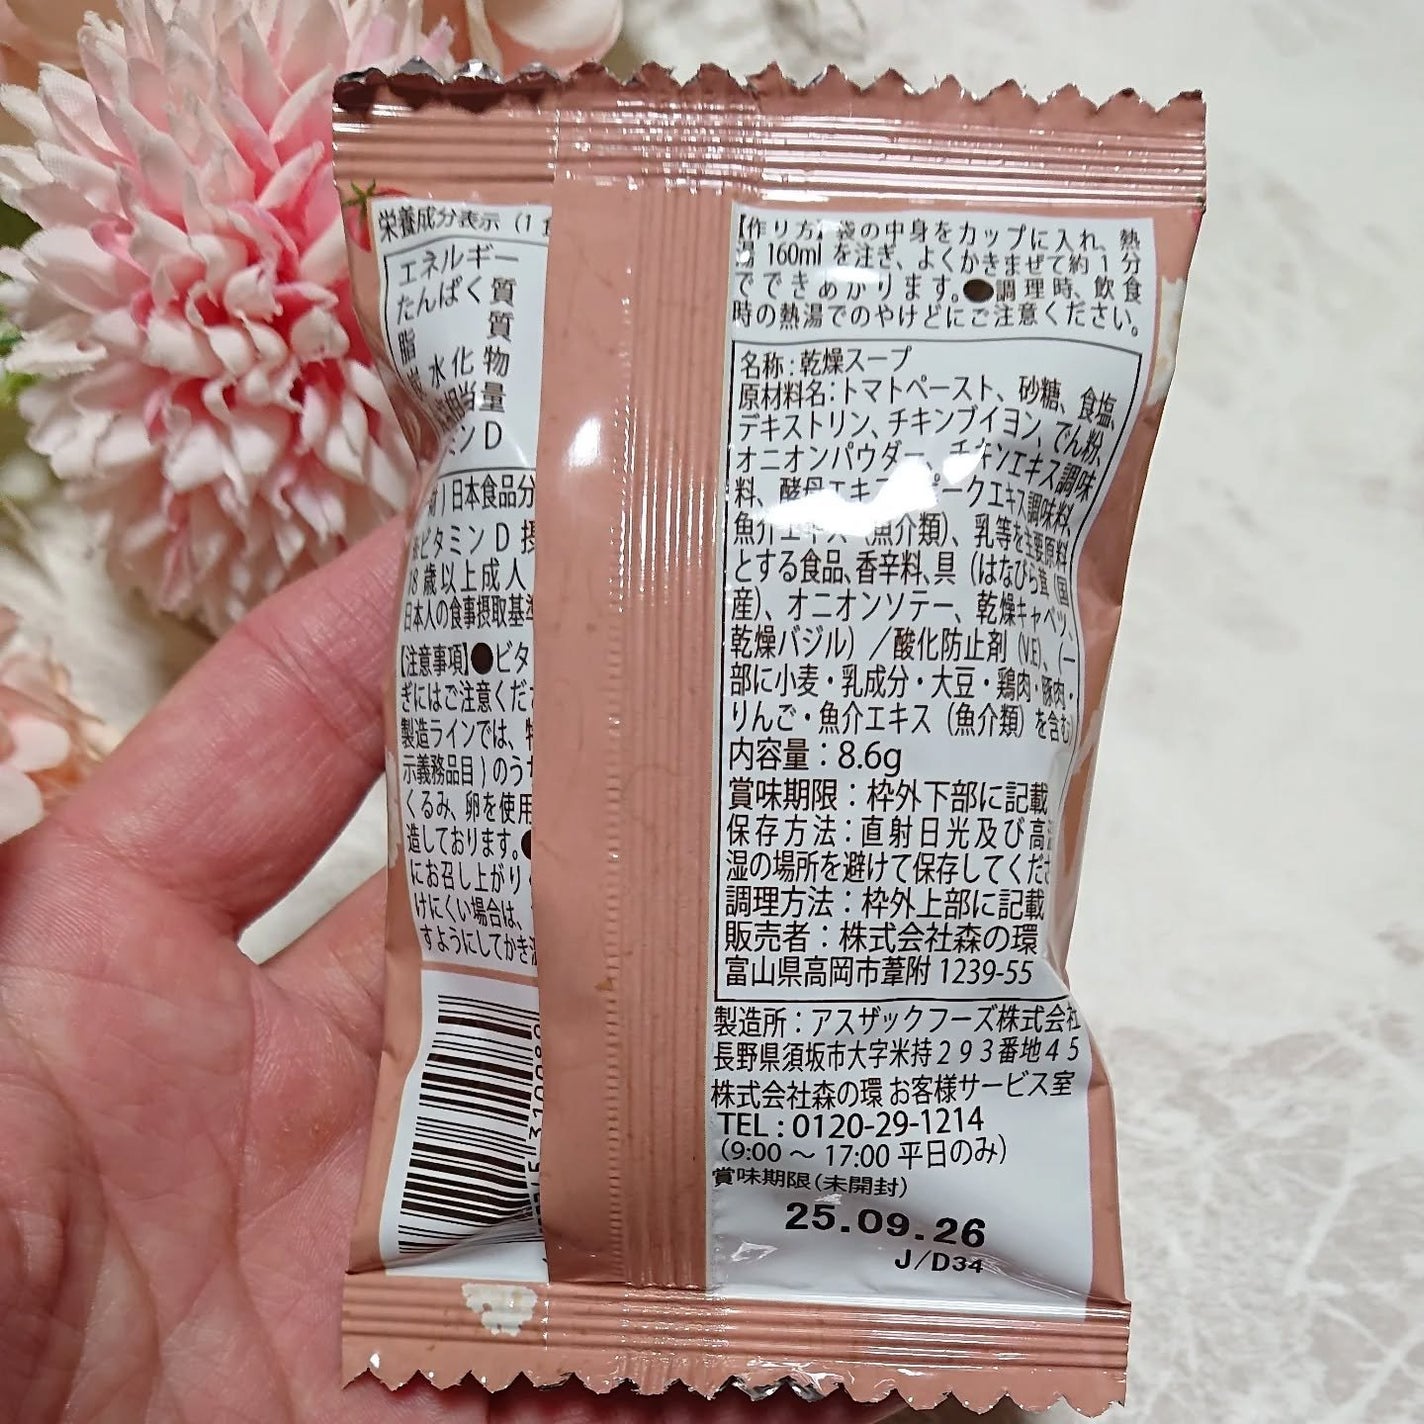 栄養成分表示（1
エネルギー
たんぱく質
脂 質
水化物
相当量
ミンD
日本食品分
ビタミンD 摂
18歳以上成人
日本人の食事摂取基準
【注意事項】●ビタ
ぎにはご注意くださ
製造ラインでは、特
示義務品目)のうち
くるみ、卵を使用
造しております。●
にお召し上がり
けにくい場合は、
すようにしてかき混
【作り方】袋の中身をカップに入れ、熱
湯160mlを注ぎ、よくかきまぜて約1分
でできあがります。●調理時、飲食
時の熱湯でのやけどにご注意ください。
名称：乾燥スープ
原材料名：トマトペースト、砂糖、食塩、
デキストリン、チキンブイヨン、でん粉、
オニオンパウダー、チキンエキス調味
料、酵母エキス、ポークエキス調味料、
魚介エキス（魚介類）、乳等を主要原料
とする食品、香辛料、具（はなびら茸（国
産）、オニオンソテー、乾燥キャベツ、
乾燥バジル）／酸化防止剤（V.E）、（一
部に小麦・乳成分・大豆・鶏肉・豚肉・
りんご・魚介エキス（魚介類）を含む）
内容量：8.6g
賞味期限：枠外下部に記載
保存方法：直射日光及び高温
湿の場所を避けて保存してくださ
調理方法：枠外上部に記載
販売者：株式会社森の環
富山県高岡市葦附1239-55
製造所：アスザックフーズ株式会社
長野県須坂市大字米持２９３番地４５
株式会社森の環 お客様サービス室
TEL：0120-29-1214
（9:00 ～ 17:00 平日のみ）
賞味期限(未開封)
25.09.26
J/D34